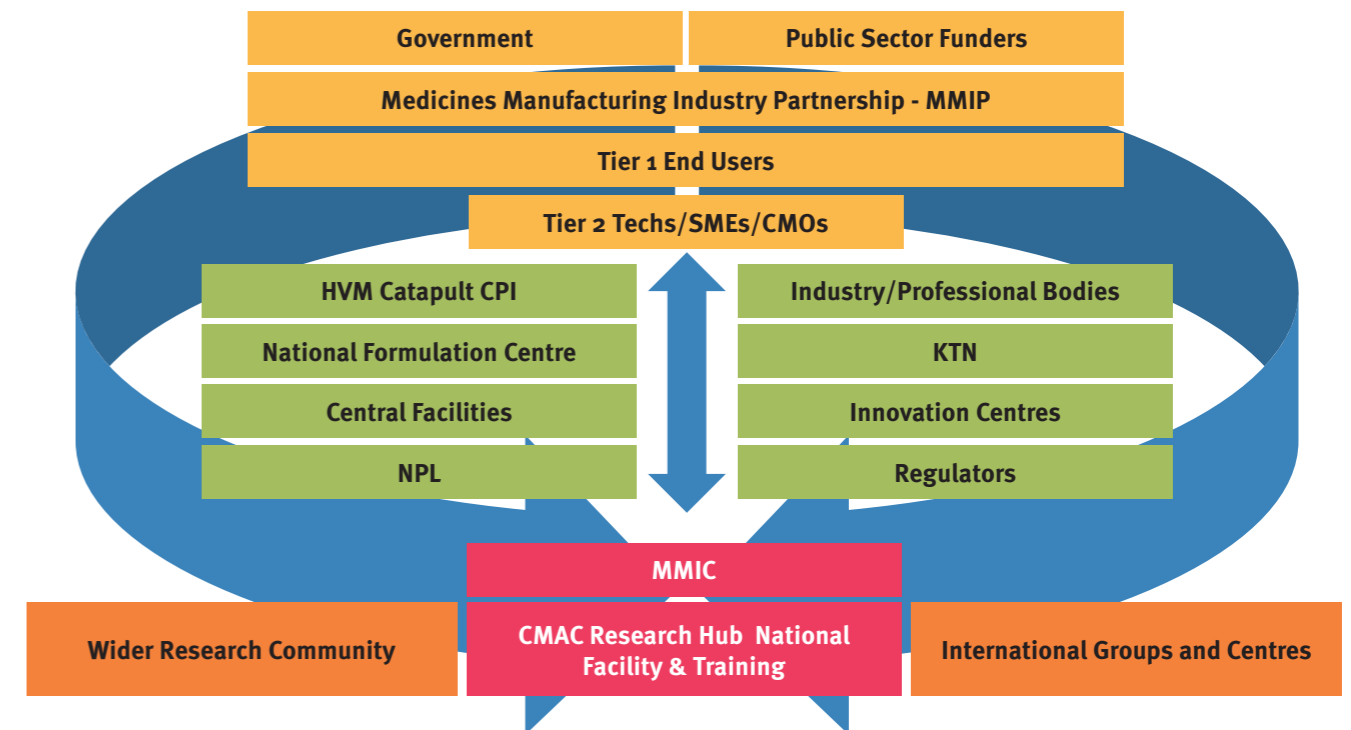 Government
Public Sector Funders
Medicines Manufacturing Industry Partnership - MMIP
Tier 1 End Users
Tier 2 Techs/SMEs/CMOs
HVM Catapult CPI
Industry/Professional Bodies
National Formulation Centre
KTN
Central Facilities
Innovation Centres
NPL
Regulators
MMIC
Wider Research Community
CMAC Research Hub National
Facility & Training
International Groups and Centres